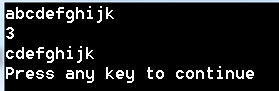 abcdefghijk
3
cdefghijk
Press any key to continue